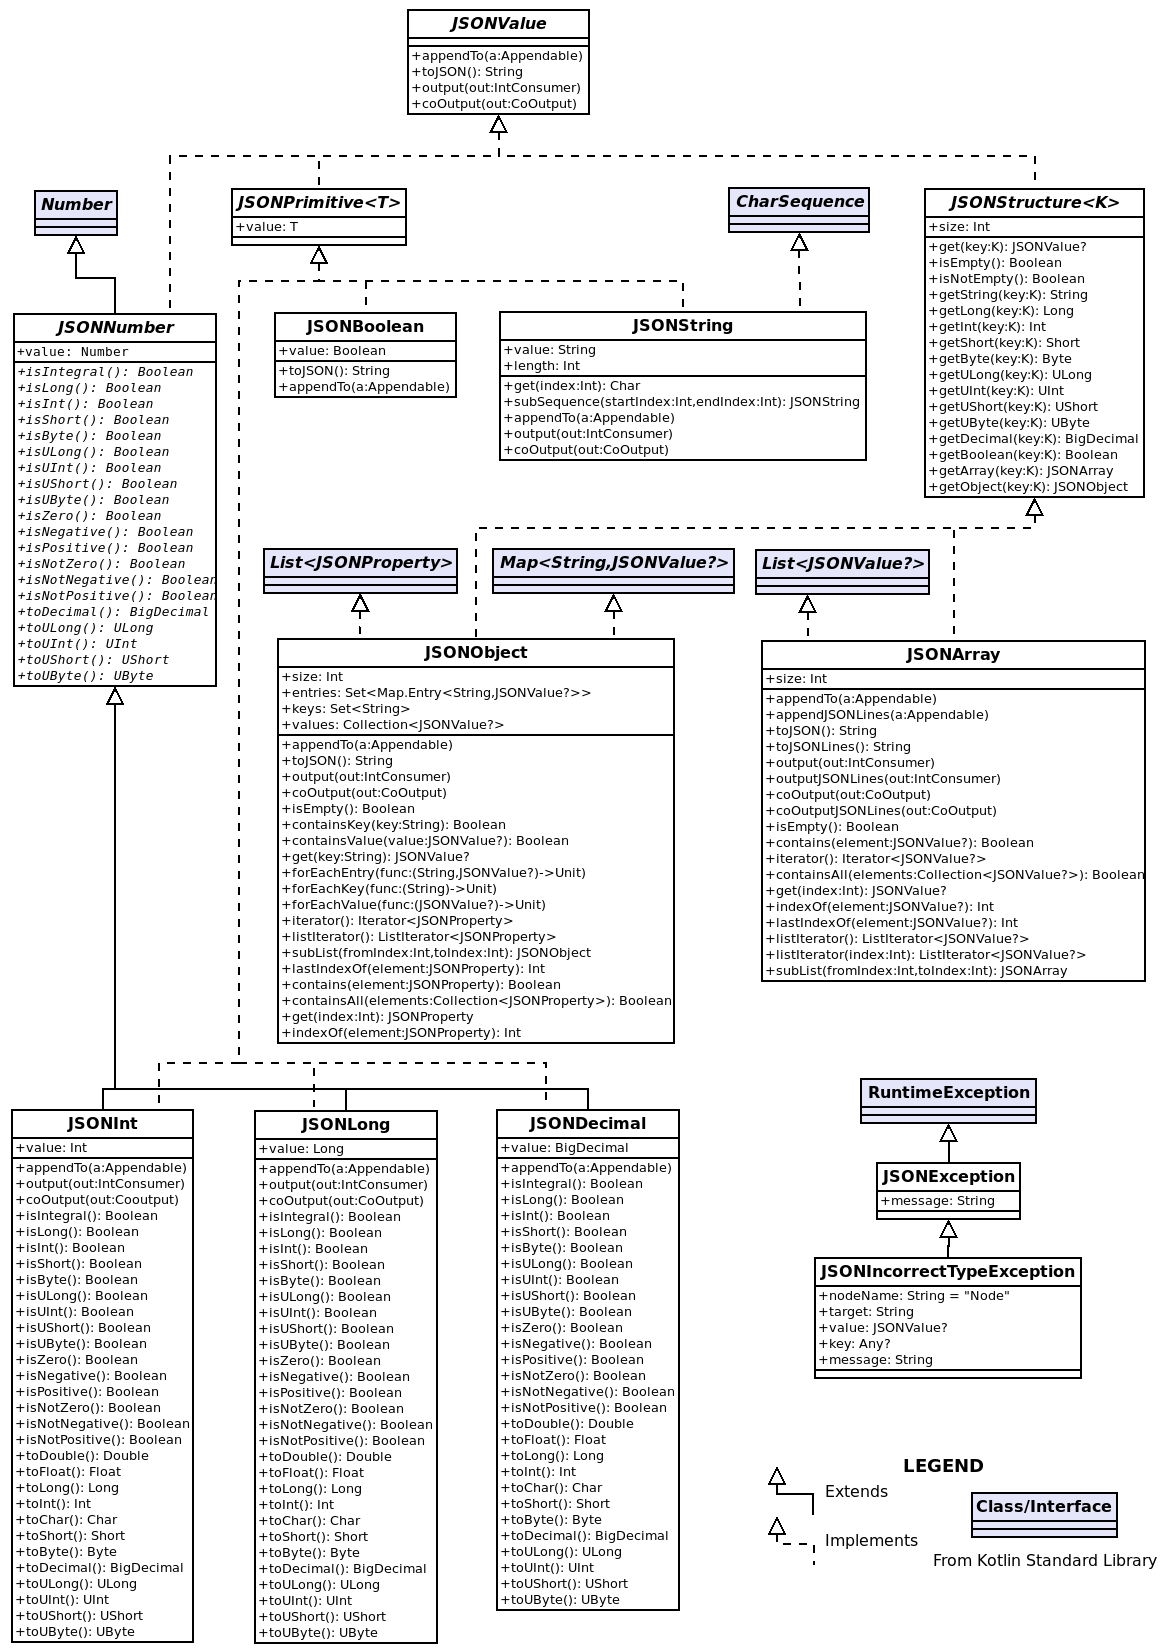 JSONValue
+appendTo(a:Appendable)
+toJSON(): String
+output(out:IntConsumer)
+coOutput(out:CoOutput)
Number
JSONPrimitive<T>
+value: T
CharSequence
JSONStructure<K>
+size: Int
+get(key:K): JSONValue?
+isEmpty(): Boolean
+isNotEmpty(): Boolean
+getString(key:K): String
+getLong(key:K): Long
+getInt(key:K): Int
+getShort(key:K): Short
+getByte(key:K): Byte
+getULong(key:K): ULong
+getUInt(key:K): UInt
+getUShort(key:K): UShort
+getUByte(key:K): UByte
+getDecimal(key:K): BigDecimal
+getBoolean(key:K): Boolean
+getArray(key:K): JSONArray
+getObject(key:K): JSONObject
JSONNumber
+value: Number
+isIntegral(): Boolean
+isLong(): Boolean
+isInt(): Boolean
+isShort(): Boolean
+isByte(): Boolean
+isULong(): Boolean
+isUInt(): Boolean
+isUShort(): Boolean
+isUByte(): Boolean
+isZero(): Boolean
+isNegative(): Boolean
+isPositive(): Boolean
+isNotZero(): Boolean
+isNotNegative(): Boolean
+isNotPositive(): Boolean
+toDecimal(): BigDecimal
+toULong(): ULong
+toUInt(): UInt
+toUShort(): UShort
+toUByte(): UByte
JSONBoolean
+value: Boolean
+toJSON(): String
+appendTo(a:Appendable)
JSONString
+value: String
+length: Int
+get(index:Int): Char
+subSequence(startIndex:Int,endIndex:Int): JSONString
+appendTo(a:Appendable)
+output(out:IntConsumer)
+coOutput(out:CoOutput)
List<JSONProperty>
Map<String,JSONValue?>
List<JSONValue?>
JSONObject
+size: Int
+entries: Set<Map.Entry<String,JSONValue?>>
+keys: Set<String>
+values: Collection<JSONValue?>
+appendTo(a:Appendable)
+toJSON(): String
+output(out:IntConsumer)
+coOutput(out:CoOutput)
+isEmpty(): Boolean
+containsKey(key:String): Boolean
+containsValue(value:JSONValue?): Boolean
+get(key:String): JSONValue?
+forEachEntry(func:(String,JSONValue?)->Unit)
+forEachKey(func:(String)->Unit)
+forEachValue(func:(JSONValue?)->Unit)
+iterator(): Iterator<JSONProperty>
+listIterator(): ListIterator<JSONProperty>
+subList(fromIndex:Int,toIndex:Int): JSONObject
+lastIndexOf(element:JSONProperty): Int
+contains(element:JSONProperty): Boolean
+containsAll(elements:Collection<JSONProperty>): Boolean
+get(index:Int): JSONProperty
+indexOf(element:JSONProperty): Int
JSONArray
+size: Int
+appendTo(a:Appendable)
+appendJSONLines(a:Appendable)
+toJSON(): String
+toJSONLines(): String
+output(out:IntConsumer)
+outputJSONLines(out:IntConsumer)
+coOutput(out:CoOutput)
+coOutputJSONLines(out:CoOutput)
+isEmpty(): Boolean
+contains(element:JSONValue?): Boolean
+iterator(): Iterator<JSONValue?>
+containsAll(elements:Collection<JSONValue?>): Boolean
+get(index:Int): JSONValue?
+indexOf(element:JSONValue?): Int
+lastIndexOf(element:JSONValue?): Int
+listIterator(): ListIterator<JSONValue?>
+listIterator(index:Int): ListIterator<JSONValue?>
+subList(fromIndex:Int,toIndex:Int): JSONArray
JSONInt
+value: Int
+appendTo(a:Appendable)
+output(out:IntConsumer)
+coOutput(out:Cooutput)
+isIntegral(): Boolean
+isLong(): Boolean
+isInt(): Boolean
+isShort(): Boolean
+isByte(): Boolean
+isULong(): Boolean
+isUInt(): Boolean
+isUShort(): Boolean
+isUByte(): Boolean
+isZero(): Boolean
+isNegative(): Boolean
+isPositive(): Boolean
+isNotZero(): Boolean
+isNotNegative(): Boolean
+isNotPositive(): Boolean
+toDouble(): Double
+toFloat(): Float
+toLong(): Long
+toInt(): Int
+toChar(): Char
+toShort(): Short
+toByte(): Byte
+toDecimal(): BigDecimal
+toULong(): ULong
+toUInt(): UInt
+toUShort(): UShort
+toUByte(): UByte
JSONLong
+value: Long
+appendTo(a:Appendable)
+output(out:IntConsumer)
+coOutput(out:CoOutput)
+isIntegral(): Boolean
+isLong(): Boolean
+isInt(): Boolean
+isShort(): Boolean
+isByte(): Boolean
+isULong(): Boolean
+isUInt(): Boolean
+isUShort(): Boolean
+isUByte(): Boolean
+isZero(): Boolean
+isNegative(): Boolean
+isPositive(): Boolean
+isNotZero(): Boolean
+isNotNegative(): Boolean
+isNotPositive(): Boolean
+toDouble(): Double
+toFloat(): Float
+toLong(): Long
+toInt(): Int
+toChar(): Char
+toShort(): Short
+toByte(): Byte
+toDecimal(): BigDecimal
+toULong(): ULong
+toUInt(): UInt
+toUShort(): UShort
+toUByte(): UByte
JSONDecimal
+value: BigDecimal
+appendTo(a:Appendable)
+isIntegral(): Boolean
+isLong(): Boolean
+isInt(): Boolean
+isShort(): Boolean
+isByte(): Boolean
+isULong(): Boolean
+isUInt(): Boolean
+isUShort(): Boolean
+isUByte(): Boolean
+isZero(): Boolean
+isNegative(): Boolean
+isPositive(): Boolean
+isNotZero(): Boolean
+isNotNegative(): Boolean
+isNotPositive(): Boolean
+toDouble(): Double
+toFloat(): Float
+toLong(): Long
+toInt(): Int
+toChar(): Char
+toShort(): Short
+toByte(): Byte
+toDecimal(): BigDecimal
+toULong(): ULong
+toUInt(): UInt
+toUShort(): UShort
+toUByte(): UByte
RuntimeException
JSONException
+message: String
JSONIncorrectTypeException
+nodeName: String = "Node"
+target: String
+value: JSONValue?
+key: Any?
+message: String
LEGEND
Extends
Class/Interface
Implements
From Kotlin Standard Library